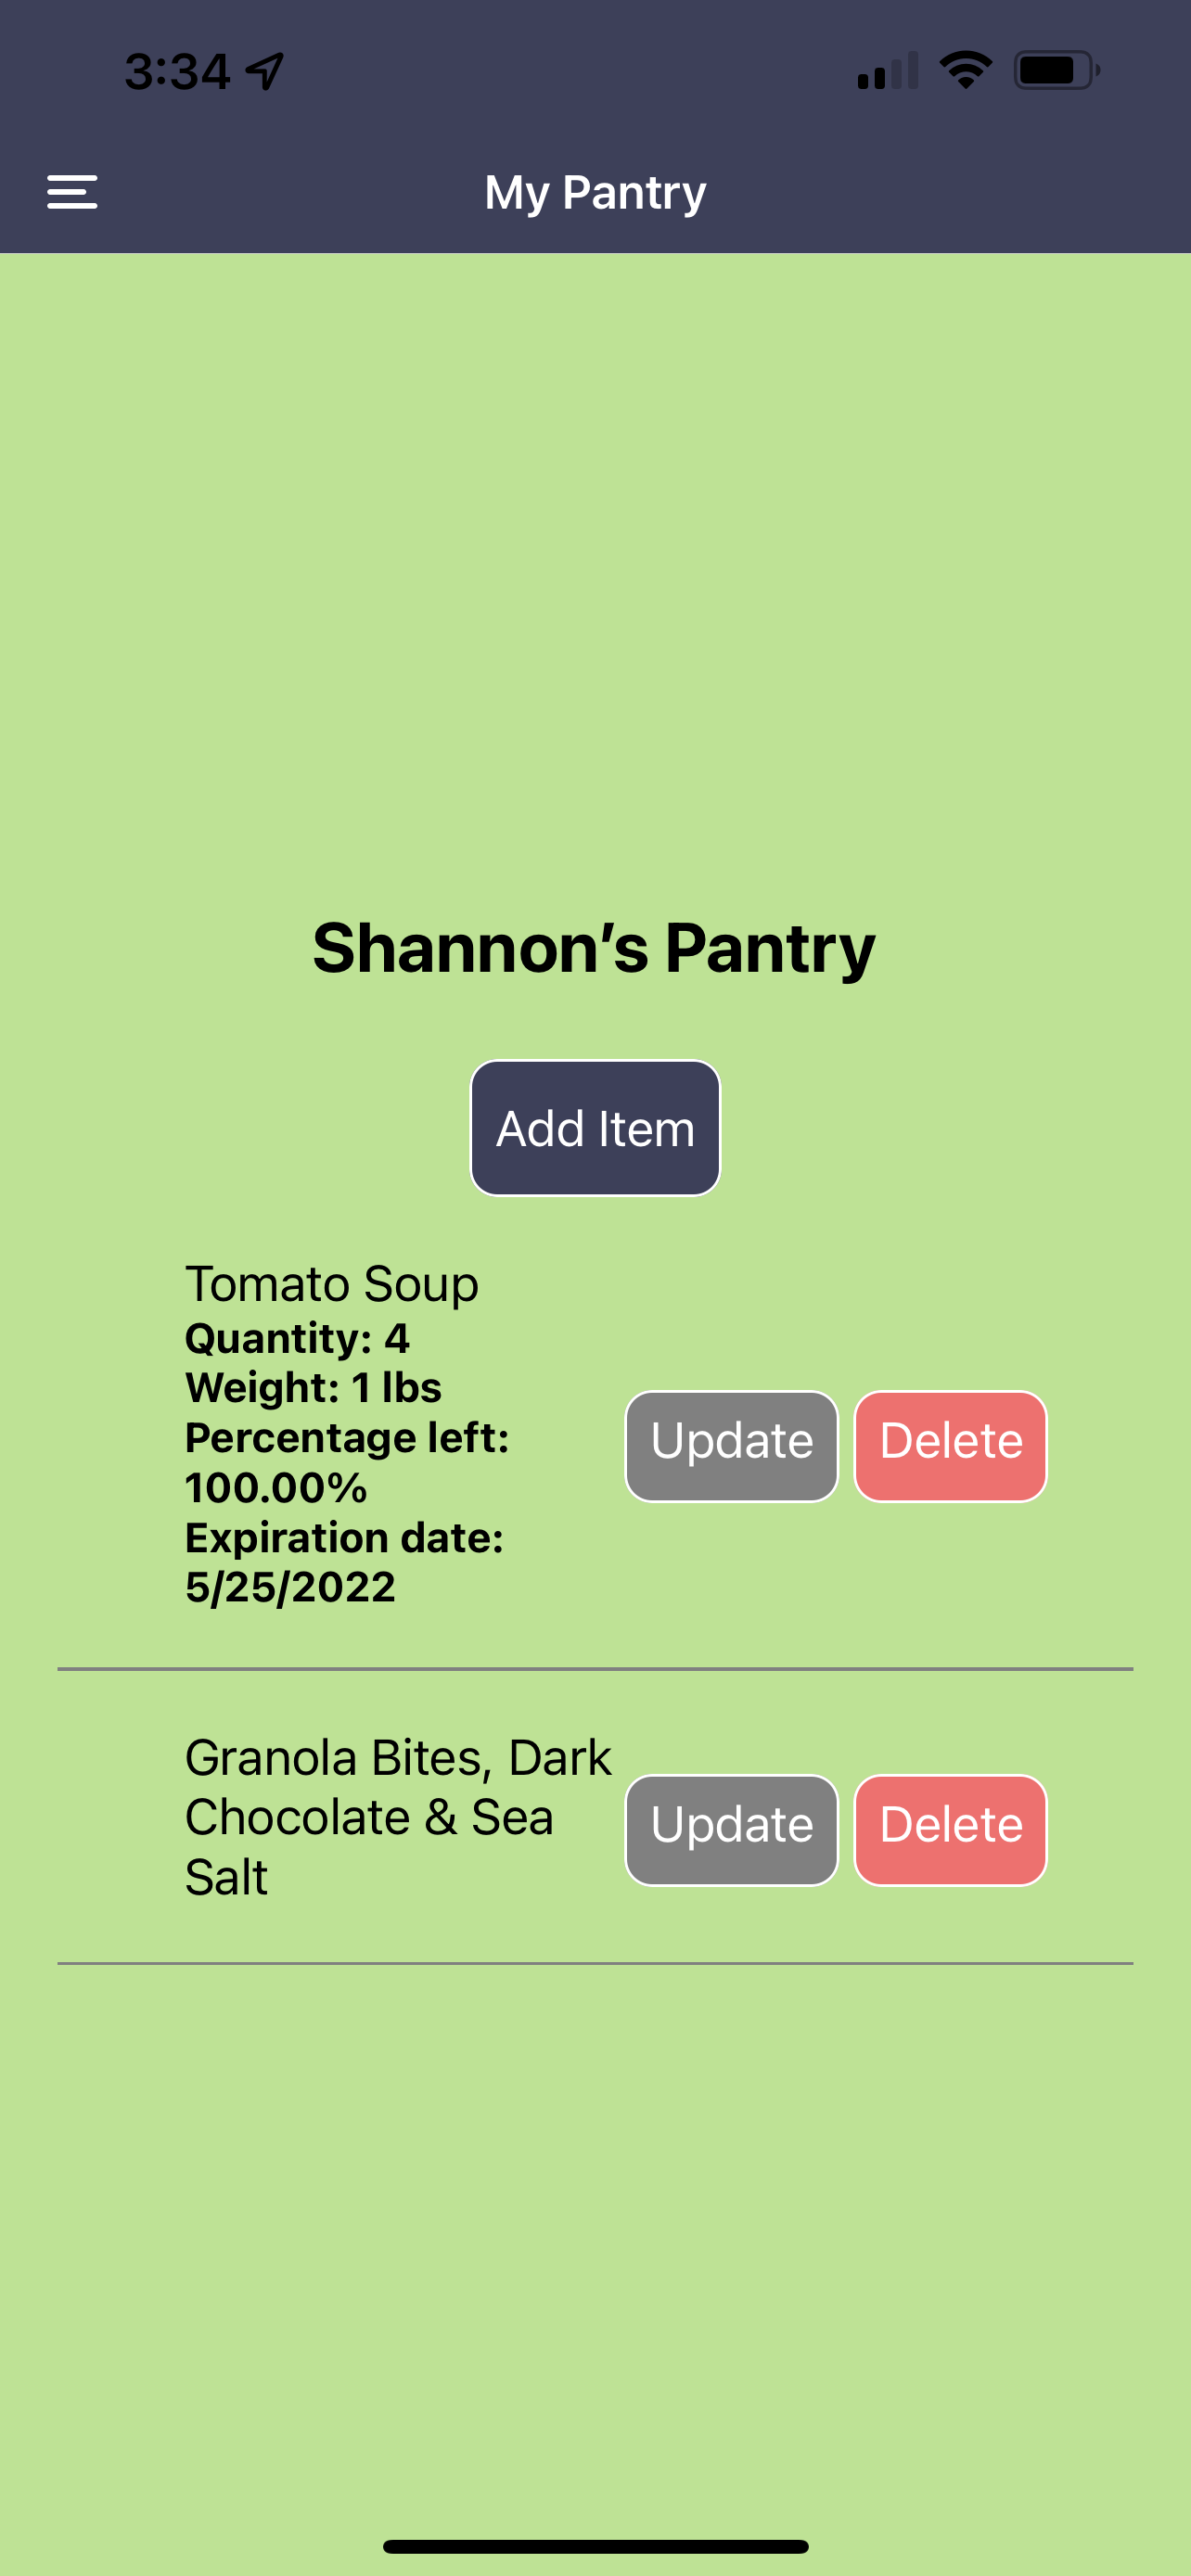 3:34
My Pantry
Shannon’s Pantry
Add Item
Tomato Soup
Quantity: 4
Weight: 1 lbs
Percentage left:
100.00%
Expiration date:
5/25/2022
Update
Delete
Granola Bites, Dark
Chocolate & Sea
Salt
Update
Delete